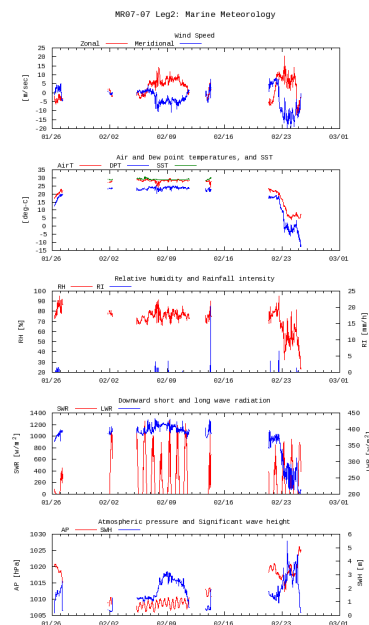 MR07-07 Leg2: Marine Meteorology
Wind Speed
Zonal Meridional
[m/sec]
25
20
15
10
5
0
-5
-10
-15
-20
01/26 02/02 02/09 02/16 02/23 03/01
Air and Dew point temperatures, and SST
AirT DPT SST
[deg-C]
35
30
25
20
15
10
5
0
-5
-10
-15
01/26 02/02 02/09 02/16 02/23 03/01
Relative humidity and Rainfall intensity
RH RI
RH [%]
100
90
80
70
60
50
40
30
20
25
20
15
10
5
0
RI [mm/h]
01/26 02/02 02/09 02/16 02/23 03/01
Downward short and long wave radiation
SWR LWR
SWR [w/m2]
1400
1200
1000
800
600
400
200
0
450
400
350
300
250
200
LWR [w/m2]
01/26 02/02 02/09 02/16 02/23 03/01
Atmospheric pressure and Significant wave height
AP SWH
AP [hPa]
1030
1025
1020
1015
1010
1005
6
5
4
3
2
1
0
SWH [m]
01/26 02/02 02/09 02/16 02/23 03/01